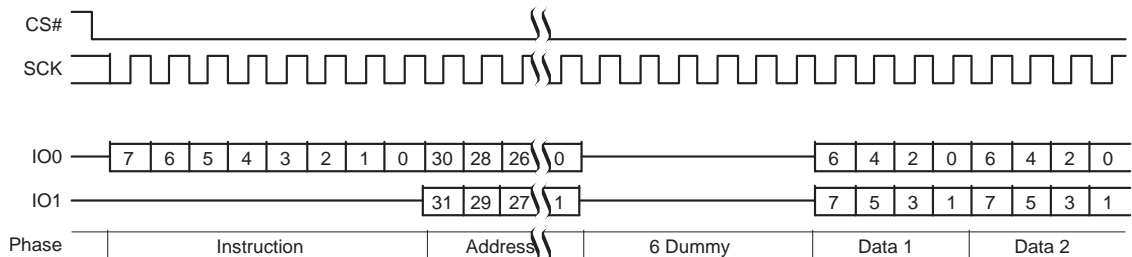 CS#
SCK
IO0 7 6 5 4 3 2 1 0 30 28 26 0 6 4 2 0 6 4 2 0
IO1 31 29 27 1 7 5 3 1 7 5 3 1
Phase Instruction Address 6 Dummy Data 1 Data 2